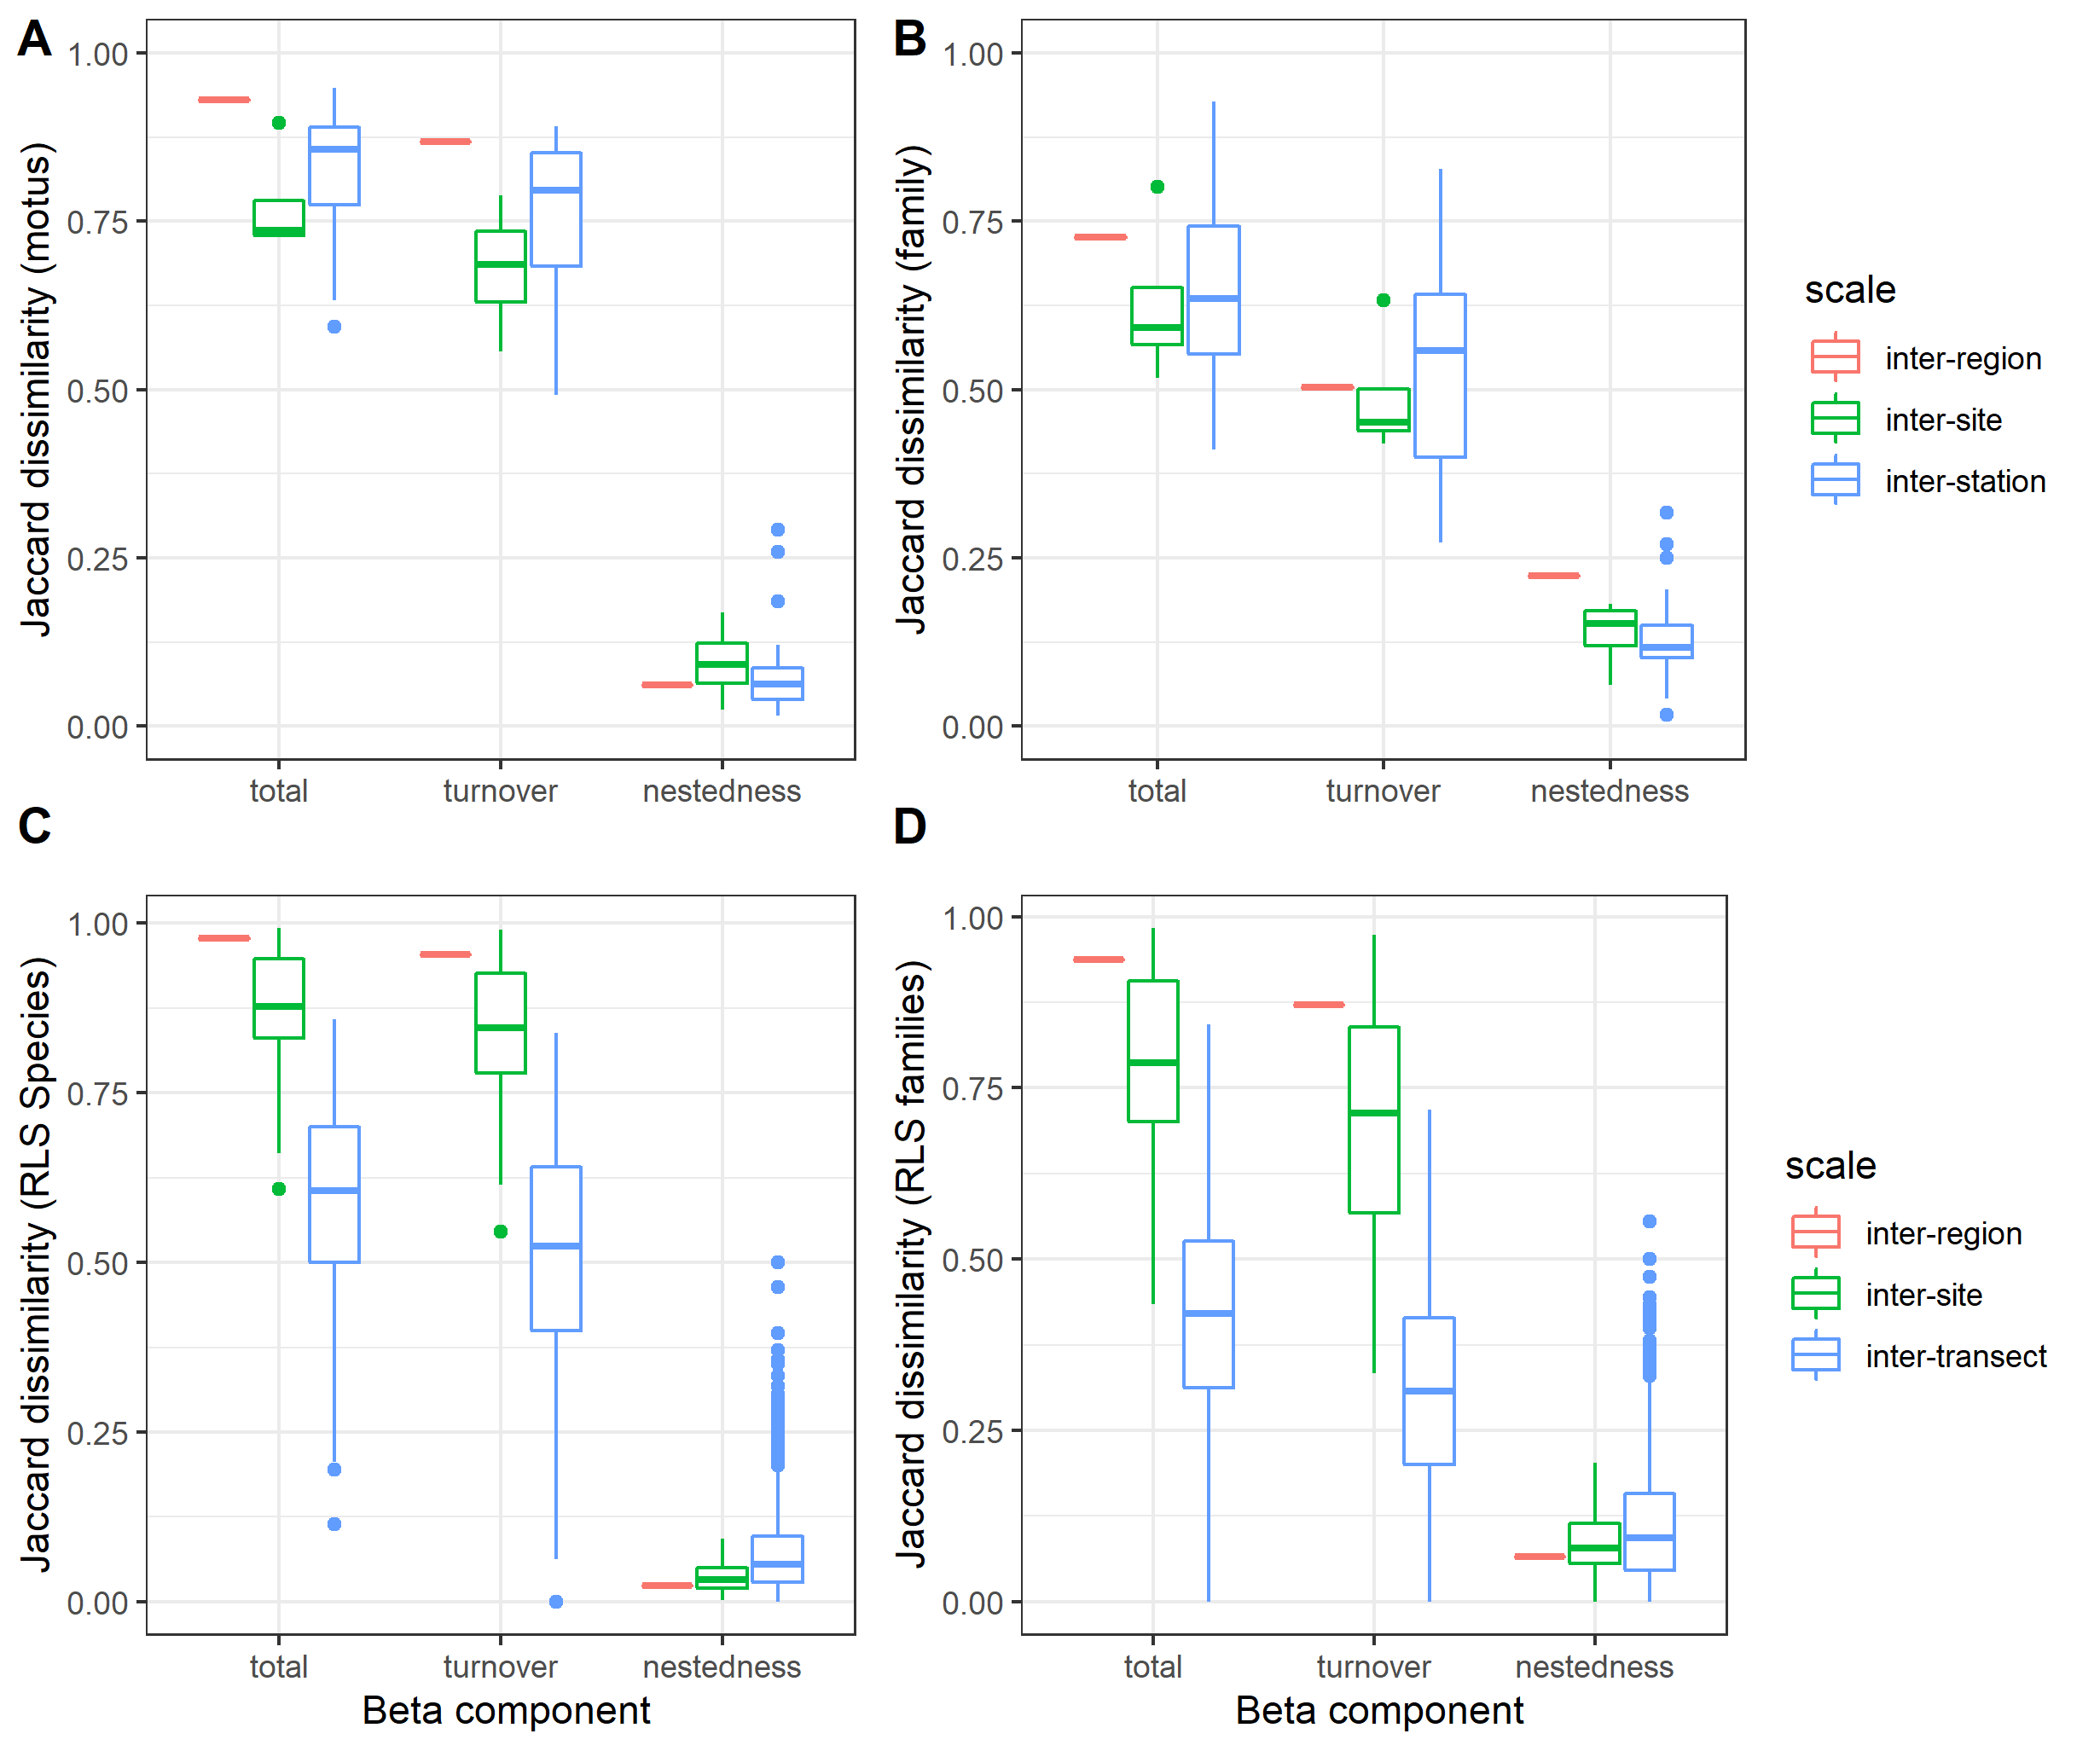 A
Jaccard dissimilarity (motus)
1.00
0.75
0.50
0.25
0.00
total turnover nestedness
B
Jaccard dissimilarity (family)
1.00
0.75
0.50
0.25
0.00
total turnover nestedness
scale
inter-region
inter-site
inter-station
C
Jaccard dissimilarity (RLS Species)
1.00
0.75
0.50
0.25
0.00
total turnover nestedness
Beta component
D
Jaccard dissimilarity (RLS families)
1.00
0.75
0.50
0.25
0.00
total turnover nestedness
Beta component
scale
inter-region
inter-site
inter-transect